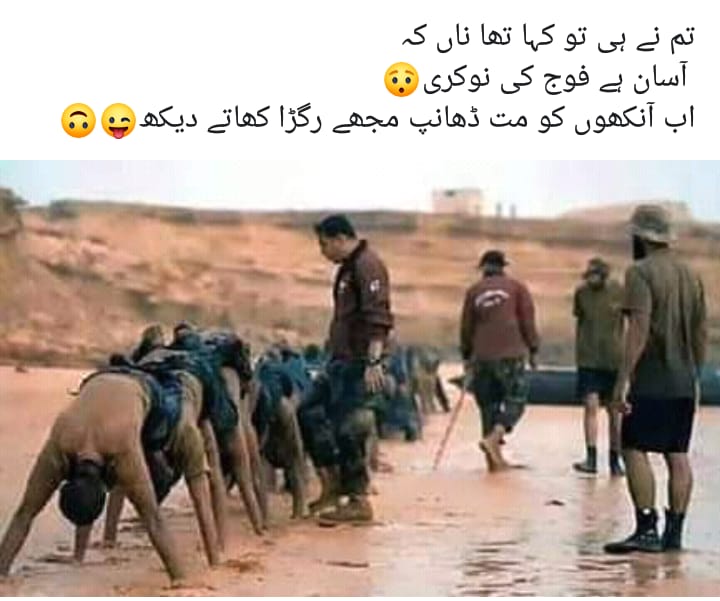 تم نے ہی تو کہا تھا ناں کہ
آسان ہے فوج کی نوکری😯
اب آنکھوں کو مت ڈھانپ مجھے رگڑا کھاتے دیکھ😜🙃